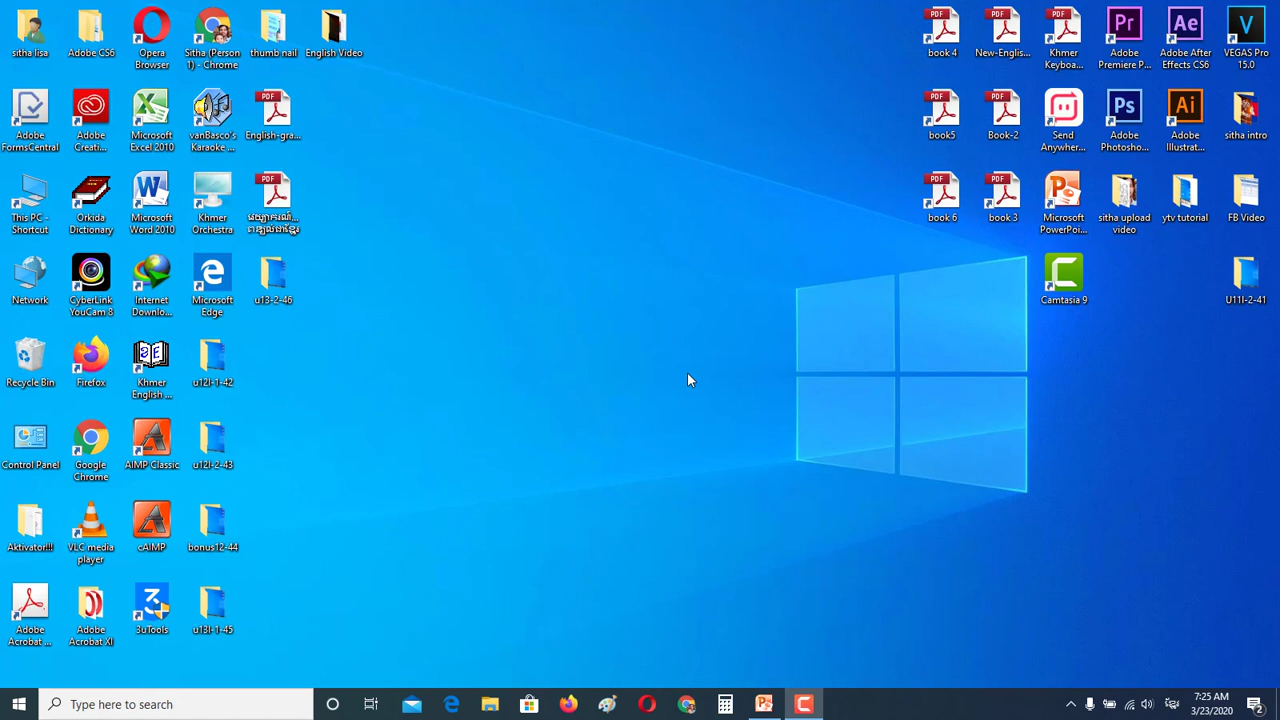 sitha lisa
Adobe CS6
Opera
Browser
Sitha (Person
1) - Chrome
thumb nail
English Video
Adobe
FormsCentral
Adobe
Creati...
Microsoft
Excel 2010
vanBasco's
Karaoke ...
English-gra...
This PC -
Shortcut
Orkida
Dictionary
Microsoft
Word 2010
Khmer
Orchestra
Network
CyberLink
YouCam 8
Internet
Downlo...
Microsoft
Edge
u13-2-46
Recycle Bin
Firefox
Khmer
English ...
u12l-1-42
Control Panel
Google
Chrome
AIMP Classic
u12l-2-43
Aktivator!!!
VLC media
player
cAIMP
bonus12-44
Adobe
Acrobat ...
Adobe
Acrobat XI
3uTools
u13l-1-45
book 4
New-Englis...
Khmer
Keyboa...
Adobe
Premiere P...
Adobe After
Effects CS6
VEGAS Pro
15.0
book5
Book-2
Send
Anywher...
Adobe
Photosho...
Adobe
Illustrat...
sitha intro
book 6
book 3
Microsoft
PowerPoi...
sitha upload
video
ytv tutorial
FB Video
Camtasia 9
U11l-2-41
Type here to search
7:25 AM
3/23/2020
2